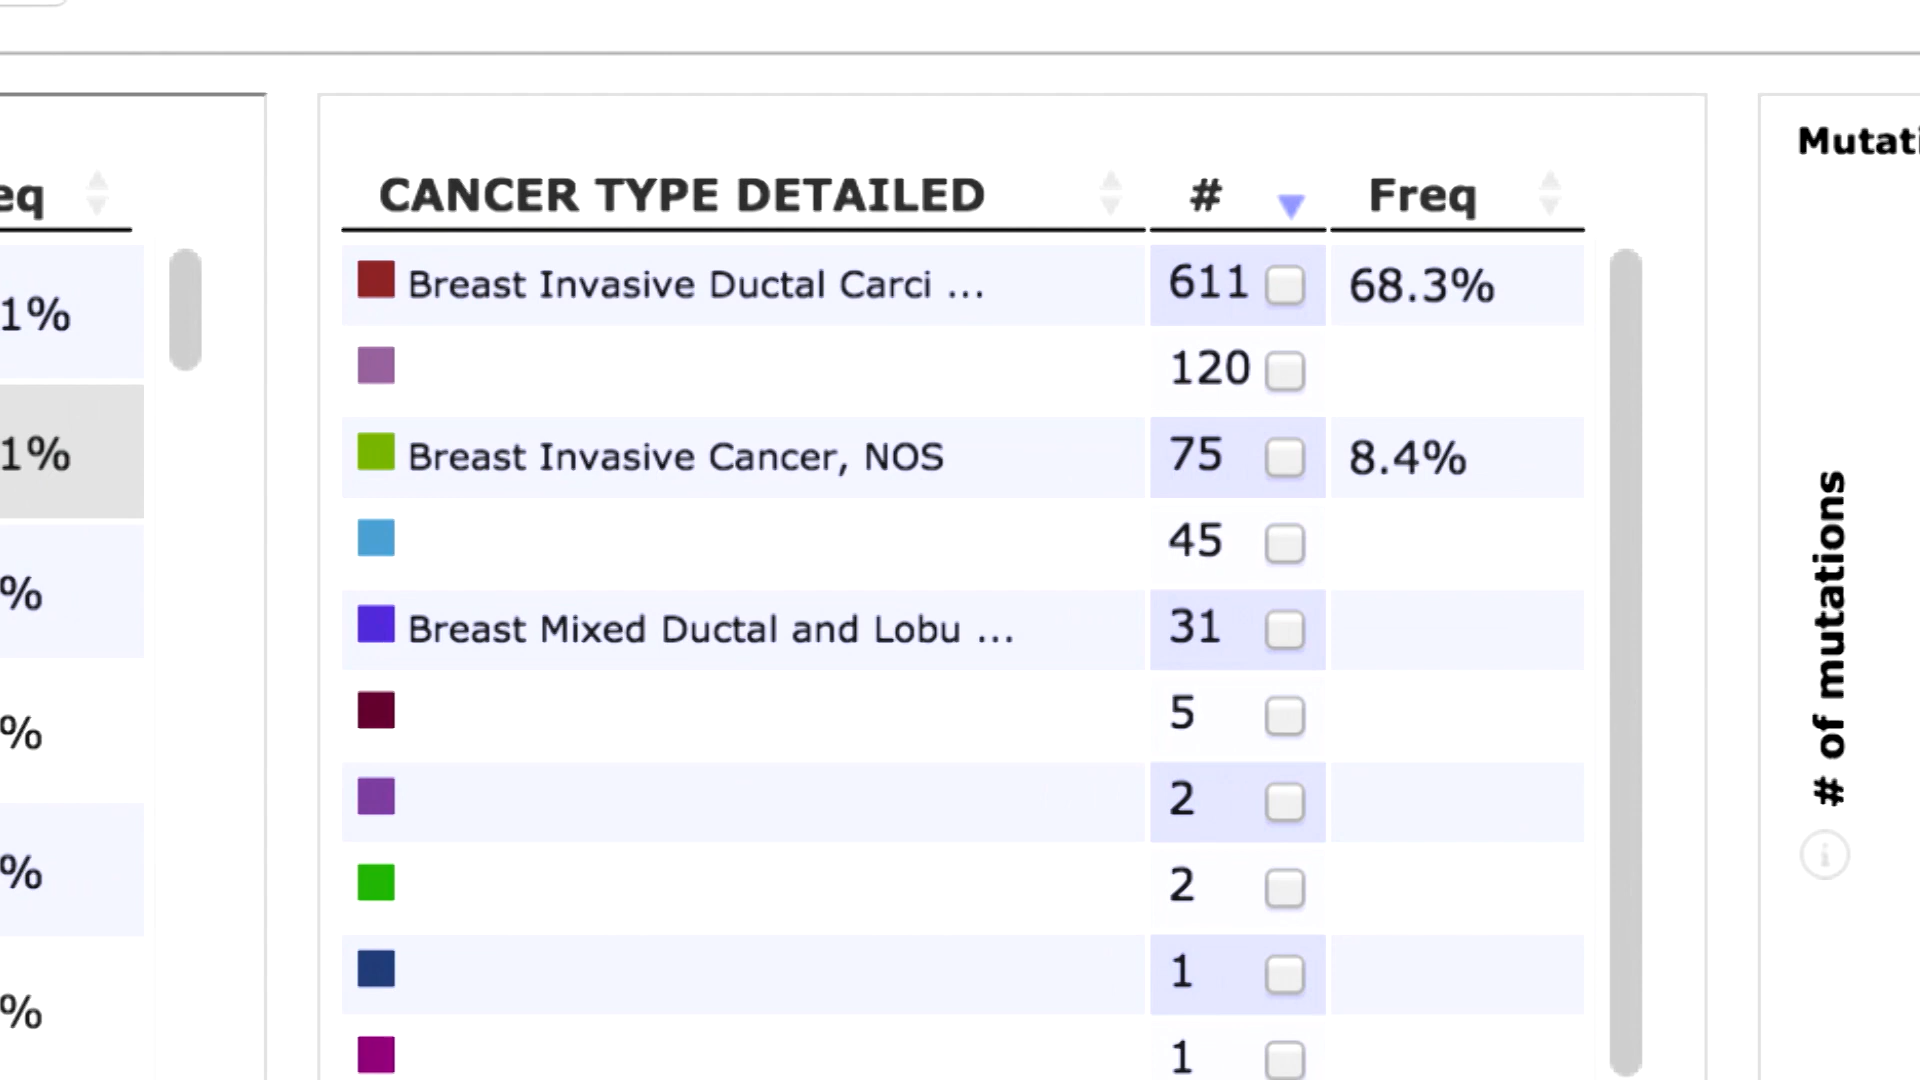 Mutati
eq
CANCER TYPE DETAILED # Freq
Breast Invasive Ductal Carci ... 611 68.3%
1%
120
1%
Breast Invasive Cancer, NOS 75 8.4%
45
%
Breast Mixed Ductal and Lobu ... 31
5
%
2
%
2
1
%
1
# of mutations
i